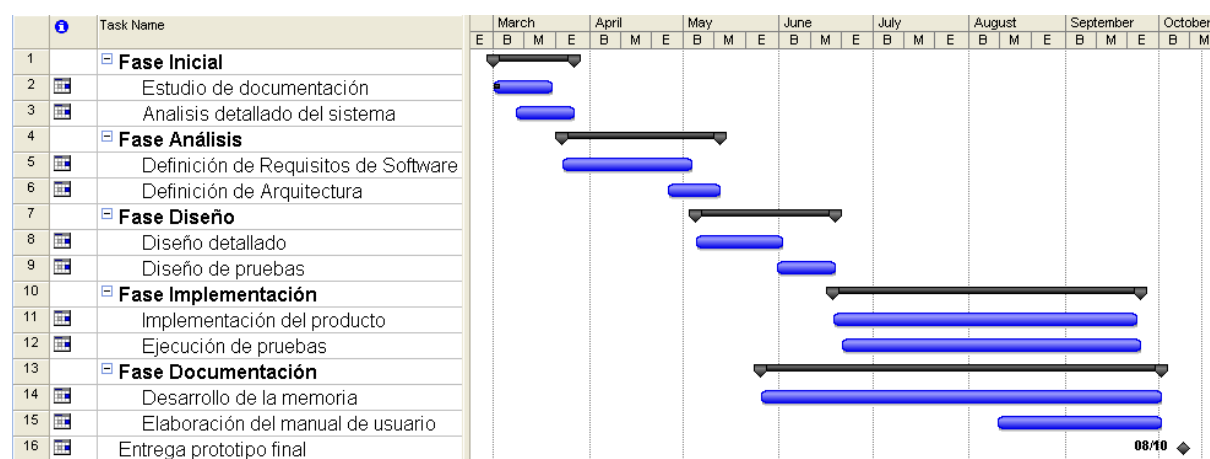 Task Name
March April May June July August September October
E B M E B M E B M E B M E B M E B M E B M E B M
1 Fase Inicial
2 Estudio de documentación
3 Analisis detallado del sistema
4 Fase Análisis
5 Definición de Requisitos de Software
6 Definición de Arquitectura
7 Fase Diseño
8 Diseño detallado
9 Diseño de pruebas
10 Fase Implementación
11 Implementación del producto
12 Ejecución de pruebas
13 Fase Documentación
14 Desarrollo de la memoria
15 Elaboración del manual de usuario
16 Entrega prototipo final 08/10